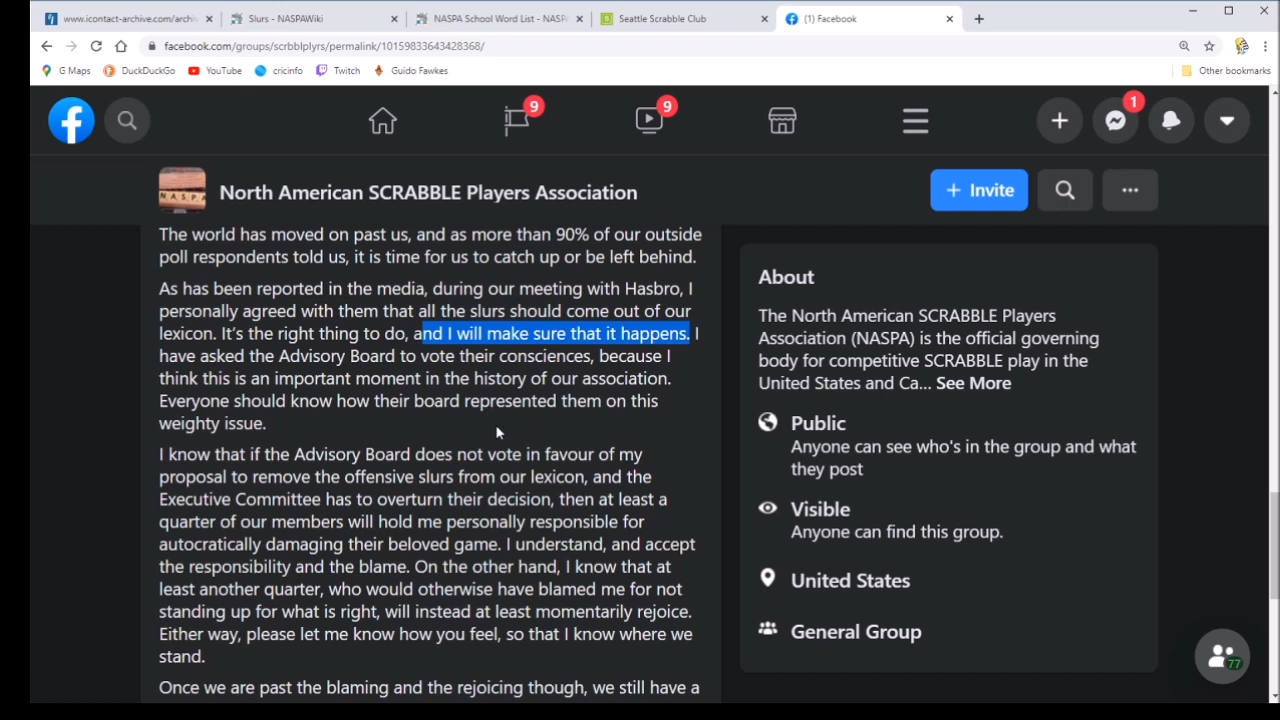 www.icontact-archive.com/archi
Slurs - NASPAWiki
NASPA School Word List - NASP
Seattle Scrabble Club
(1) Facebook
facebook.com/groups/scrbblplyrs/permalink/10159833643428368/
G Maps
DuckDuckGo
YouTube
cricinfo
Twitch
Guido Fawkes
Other bookmarks
9
9
1
North American SCRABBLE Players Association
+ Invite
The world has moved on past us, and as more than 90% of our outside
poll respondents told us, it is time for us to catch up or be left behind.
As has been reported in the media, during our meeting with Hasbro, I
personally agreed with them that all the slurs should come out of our
lexicon. It's the right thing to do, and I will make sure that it happens. I
have asked the Advisory Board to vote their consciences, because I
think this is an important moment in the history of our association.
Everyone should know how their board represented them on this
weighty issue.
I know that if the Advisory Board does not vote in favour of my
proposal to remove the offensive slurs from our lexicon, and the
Executive Committee has to overturn their decision, then at least a
quarter of our members will hold me personally responsible for
autocratically damaging their beloved game. I understand, and accept
the responsibility and the blame. On the other hand, I know that at
least another quarter, who would otherwise have blamed me for not
standing up for what is right, will instead at least momentarily rejoice.
Either way, please let me know how you feel, so that I know where we
stand.
Once we are past the blaming and the rejoicing though, we still have a
About
The North American SCRABBLE Players
Association (NASPA) is the official governing
body for competitive SCRABBLE play in the
United States and Ca... See More
Public
Anyone can see who's in the group and what
they post
Visible
Anyone can find this group.
United States
General Group
77